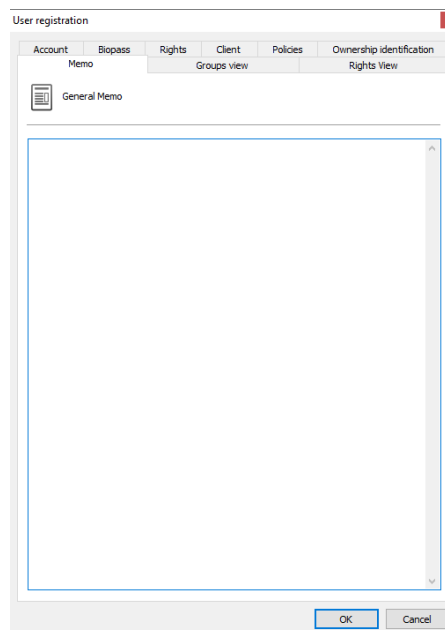 User registration
Account Biopass Rights Client Policies Ownership identification
Memo Groups view Rights View
General Memo
OK Cancel